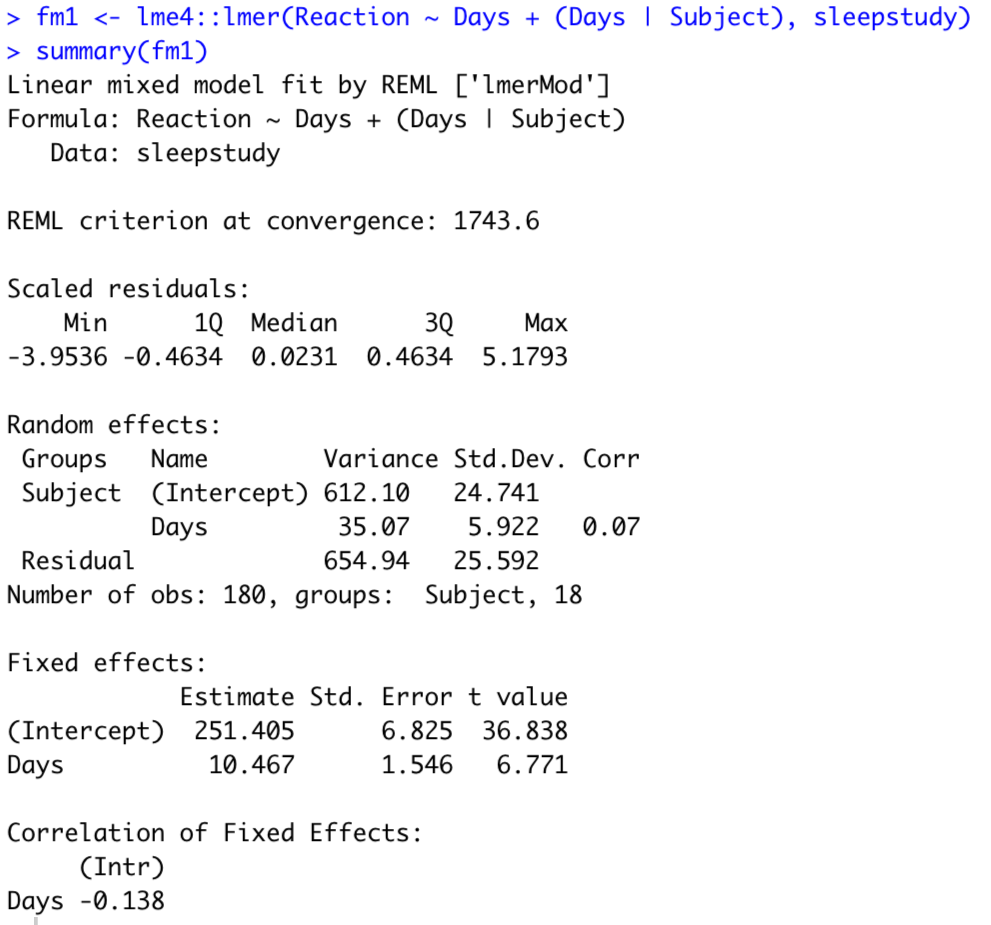 > fm1 <- lme4::lmer(Reaction ~ Days + (Days | Subject), sleepstudy)
> summary(fm1)
Linear mixed model fit by REML ['lmerMod']
Formula: Reaction ~ Days + (Days | Subject)
   Data: sleepstudy

REML criterion at convergence: 1743.6

Scaled residuals:
    Min      1Q  Median      3Q     Max
-3.9536 -0.4634  0.0231  0.4634  5.1793

Random effects:
 Groups   Name        Variance Std.Dev. Corr
 Subject  (Intercept) 612.10   24.741
          Days         35.07    5.922   0.07
 Residual             654.94   25.592
Number of obs: 180, groups:  Subject, 18

Fixed effects:
            Estimate Std. Error t value
(Intercept)  251.405      6.825  36.838
Days          10.467      1.546   6.771

Correlation of Fixed Effects:
     (Intr)
Days -0.138